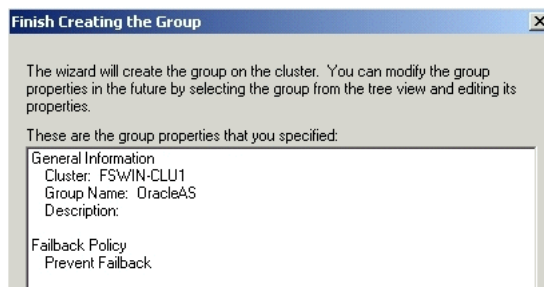 Finish Creating the Group
The wizard will create the group on the cluster. You can modify the group
properties in the future by selecting the group from the tree view and editing its
properties.
These are the group properties that you specified:
General Information
Cluster: FSWIN-CLU1
Group Name: OracleAS
Description:
Failback Policy
Prevent Failback